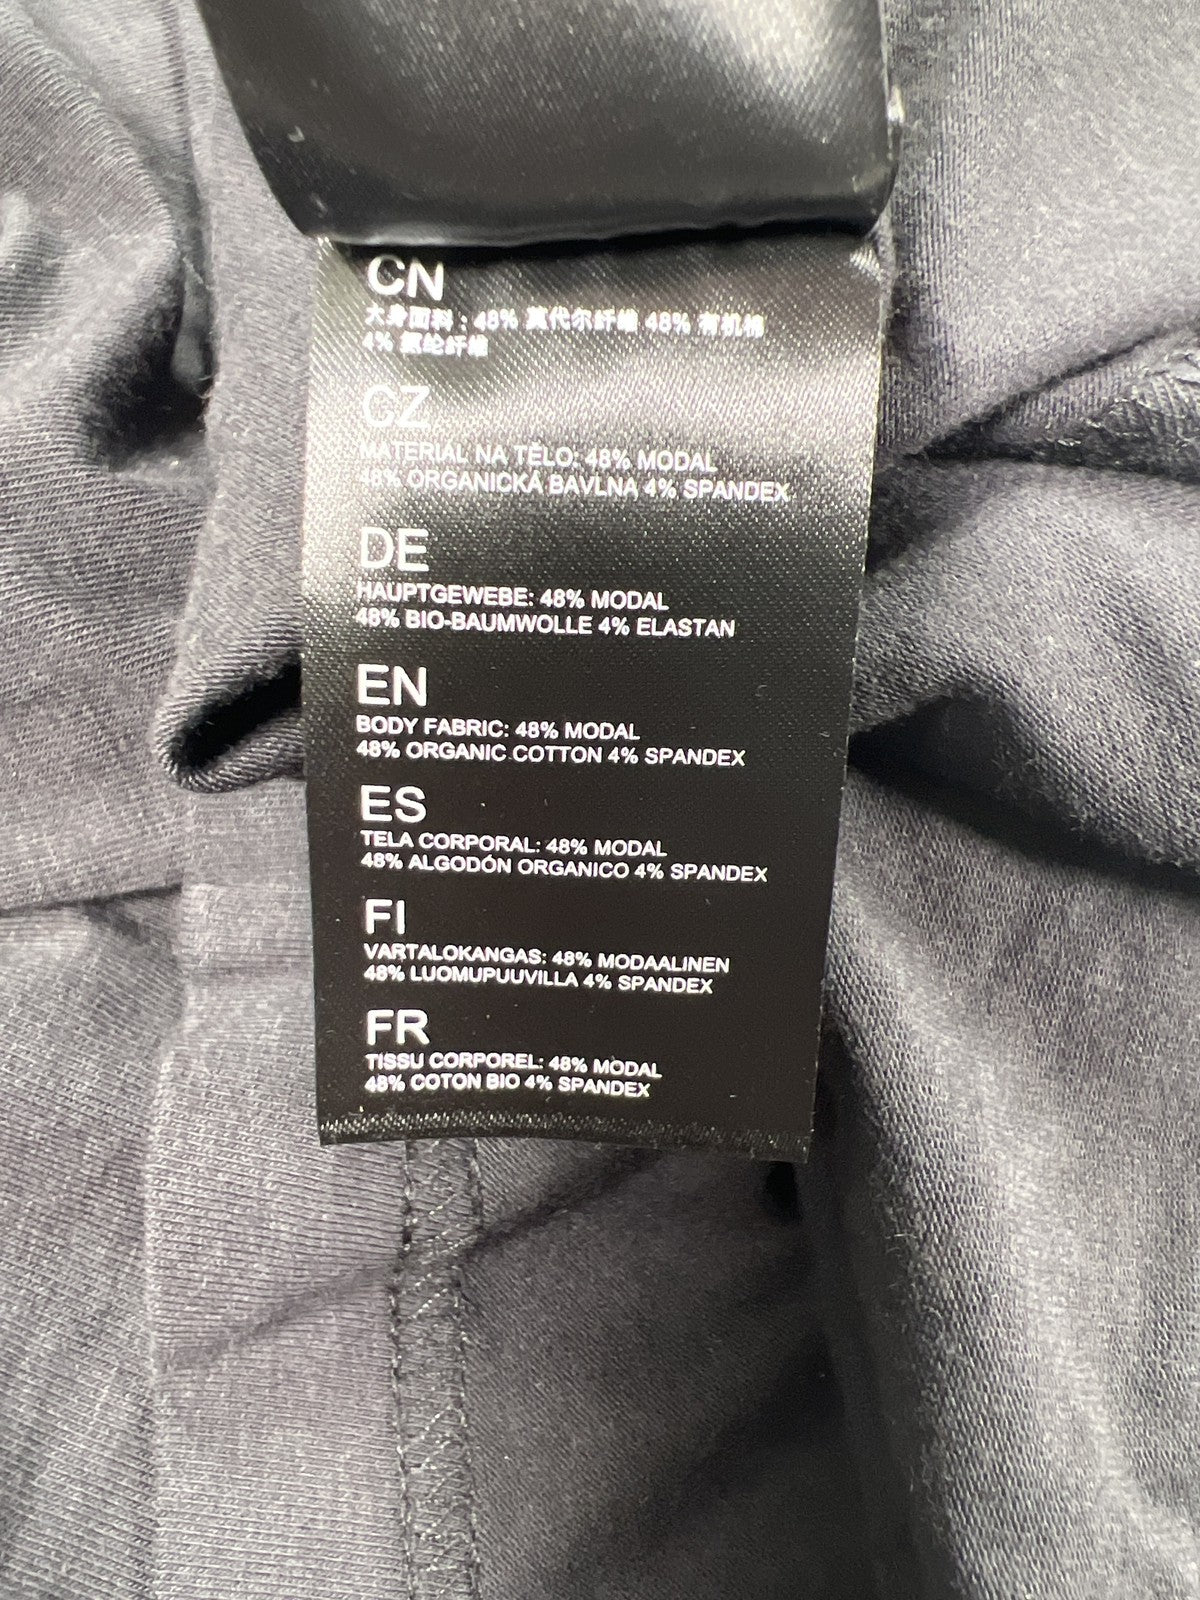 CN
大身面料：48% 莫代尔纤维 48% 有机棉
4% 氨纶纤维
CZ
MATERIAL NA TĚLO: 48% MODAL
48% ORGANICKÁ BAVLNA 4% SPANDEX
DE
HAUPTGEWEBE: 48% MODAL
48% BIO-BAUMWOLLE 4% ELASTAN
EN
BODY FABRIC: 48% MODAL
48% ORGANIC COTTON 4% SPANDEX
ES
TELA CORPORAL: 48% MODAL
48% ALGODÓN ORGANICO 4% SPANDEX
FI
VARTALOKANGAS: 48% MODAALINEN
48% LUOMUPUUVILLA 4% SPANDEX
FR
TISSU CORPOREL: 48% MODAL
48% COTON BIO 4% SPANDEX